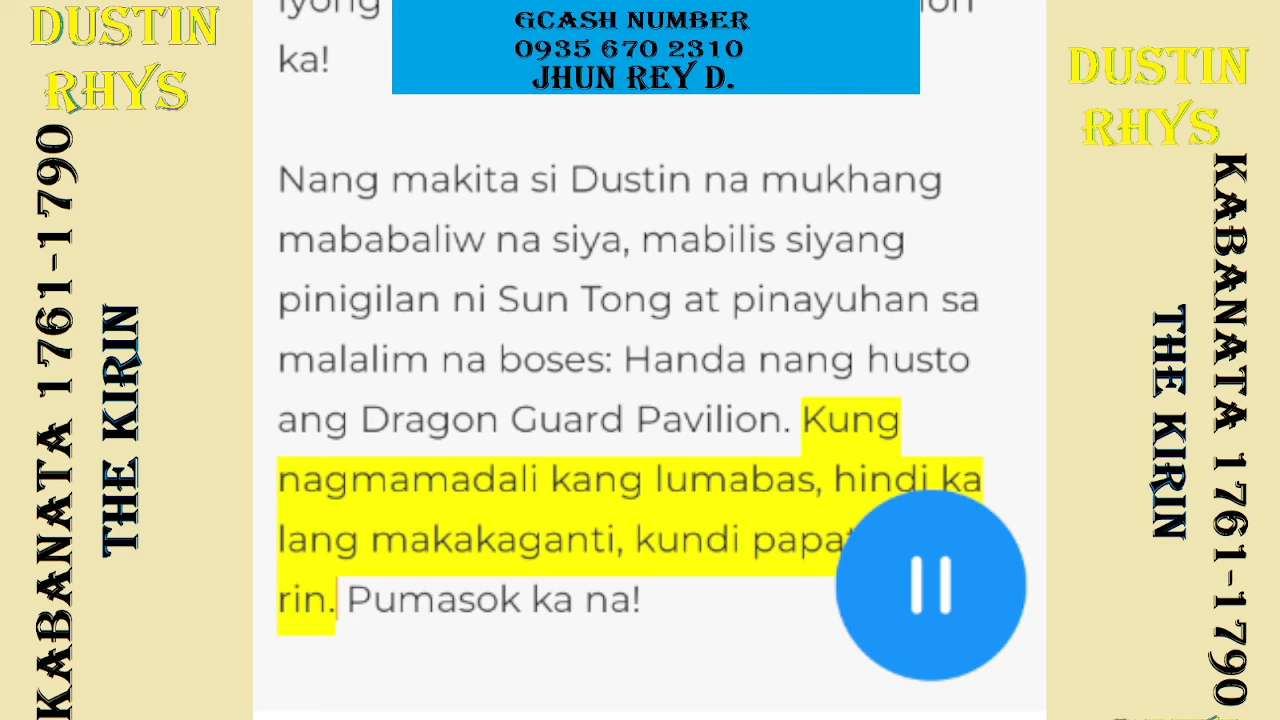 DUSTIN
RHYS
KABANATA 1761-1790
THE KIRIN
GCASH NUMBER
0935 670 2310
JHUN REY D.
iyong
ka!
Nang makita si Dustin na mukhang
mababaliw na siya, mabilis siyang
pinigilan ni Sun Tong at pinayuhan sa
malalim na boses: Handa nang husto
ang Dragon Guard Pavilion. Kung
nagmamadali kang lumabas, hindi ka
lang makakaganti, kundi
rin. Pumasok ka na!
DUSTIN
RHYS
KABANATA 1761-1790
THE KIRIN